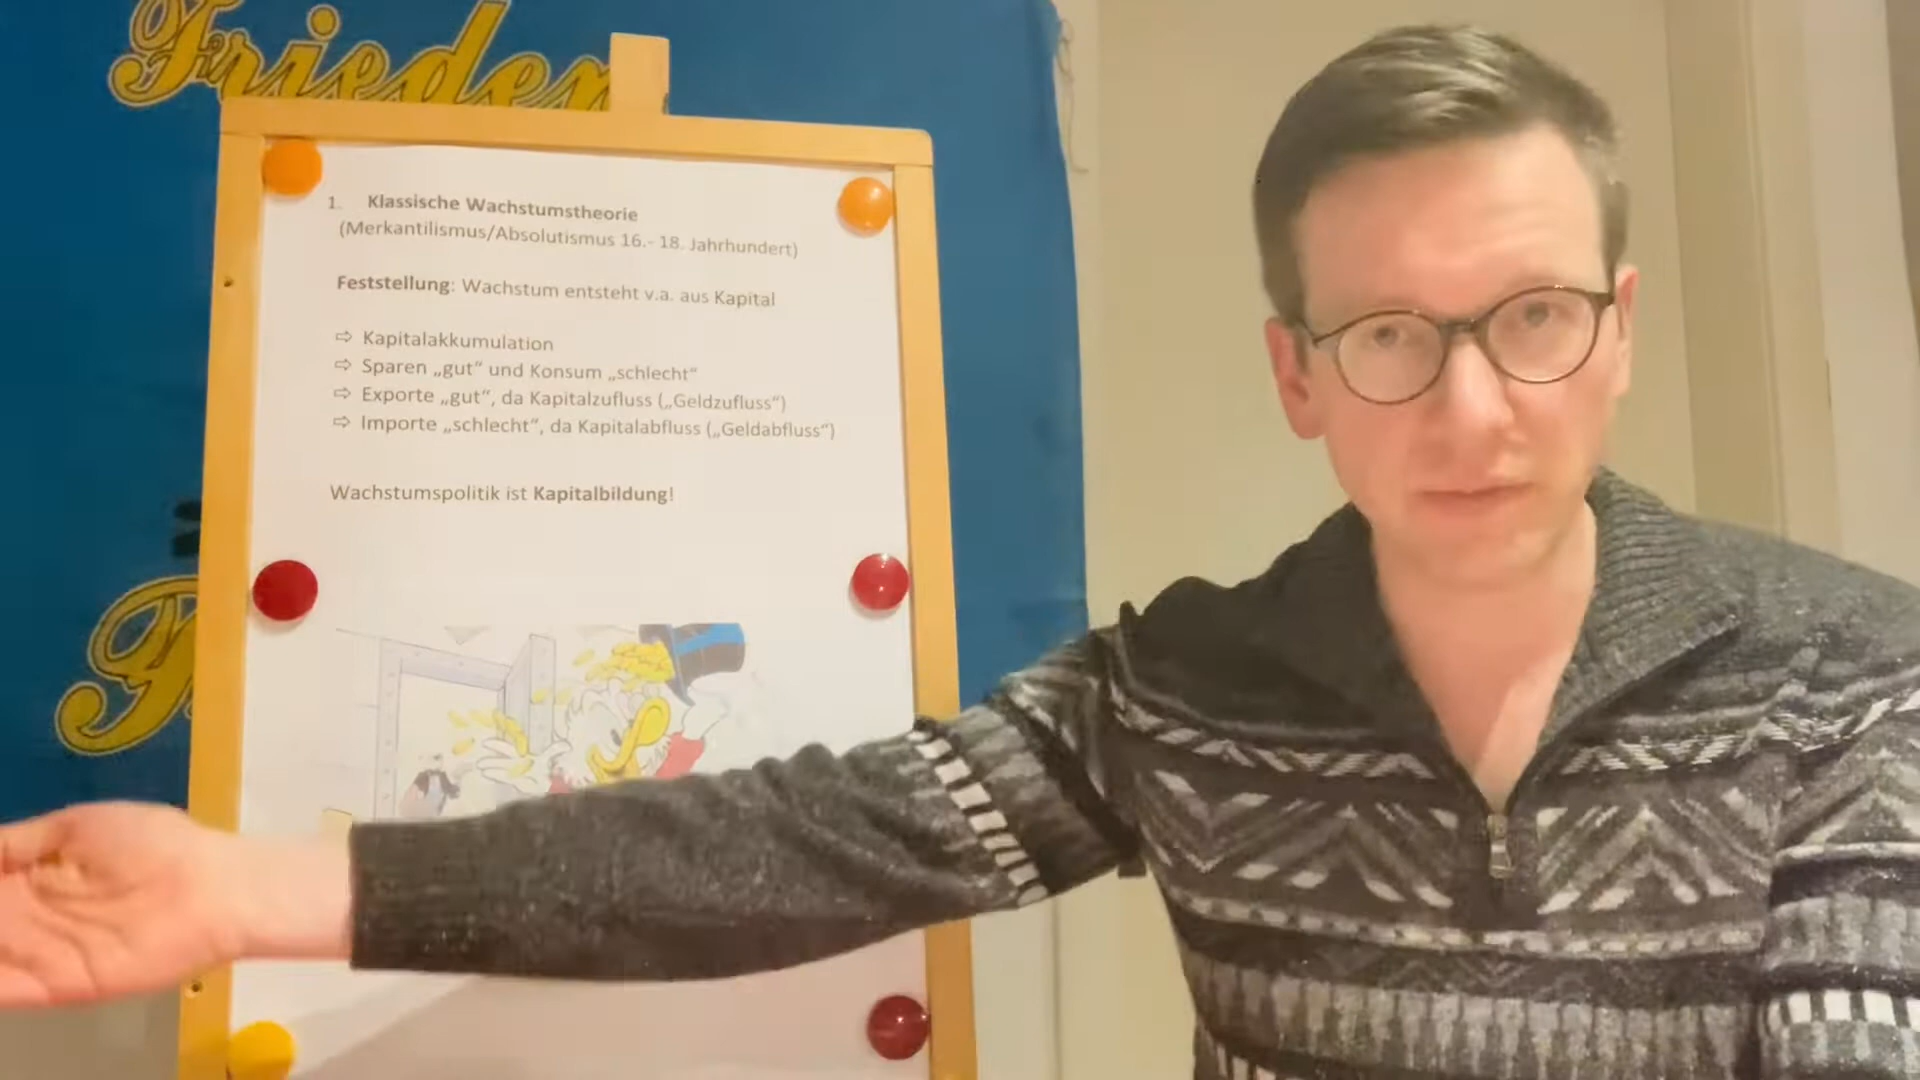 Frieden
1. Klassische Wachstumstheorie
(Merkantilismus/Absolutismus 16.- 18. Jahrhundert)
Feststellung: Wachstum entsteht v.a. aus Kapital
⇨ Kapitalakkumulation
⇨ Sparen „gut“ und Konsum „schlecht“
⇨ Exporte „gut“, da Kapitalzufluss („Geldzufluss“)
⇨ Importe „schlecht“, da Kapitalabfluss („Geldabfluss“)
Wachstumspolitik ist Kapitalbildung!